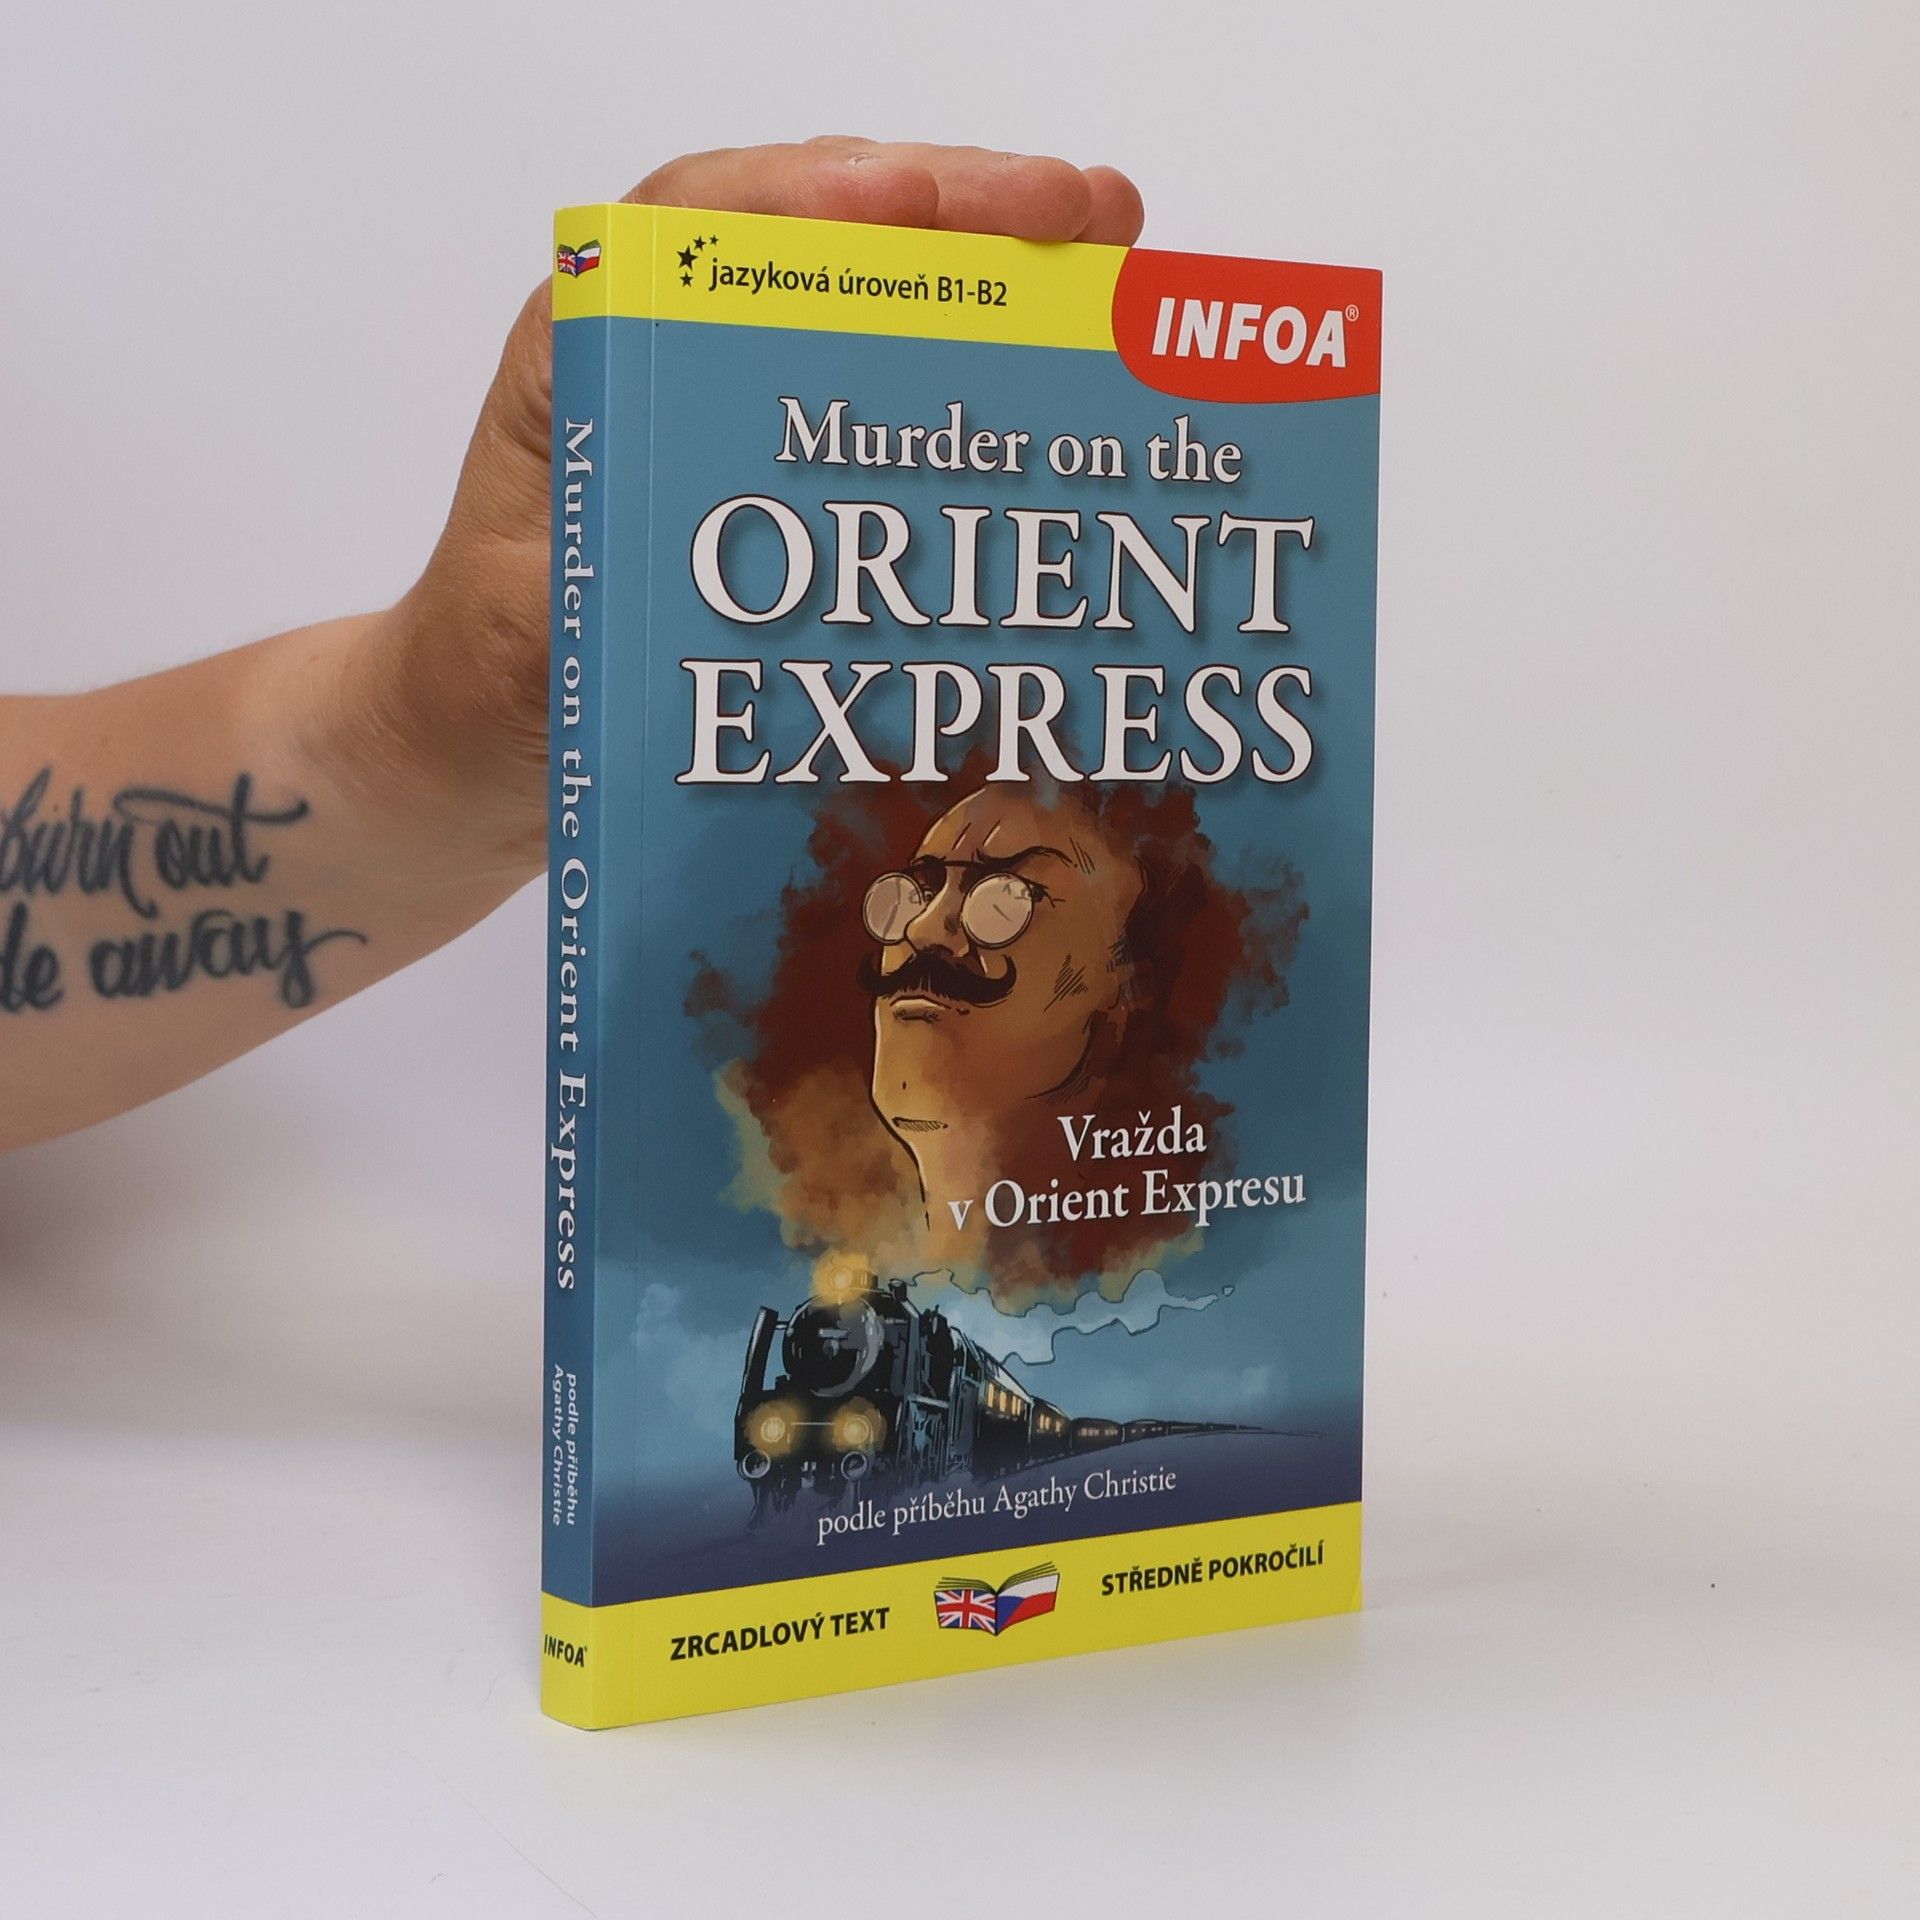 jazyková úroveň B1-B2
INFOA®
Murder on the
ORIENT
EXPRESS
Vražda
v Orient Expresu
podle příběhu Agathy Christie
ZRCADLOVÝ TEXT
STŘEDNĚ POKROČILÍ
Murder on the Orient Express
podle příběhu
Agathy Christie
INFOA®
burn out
away